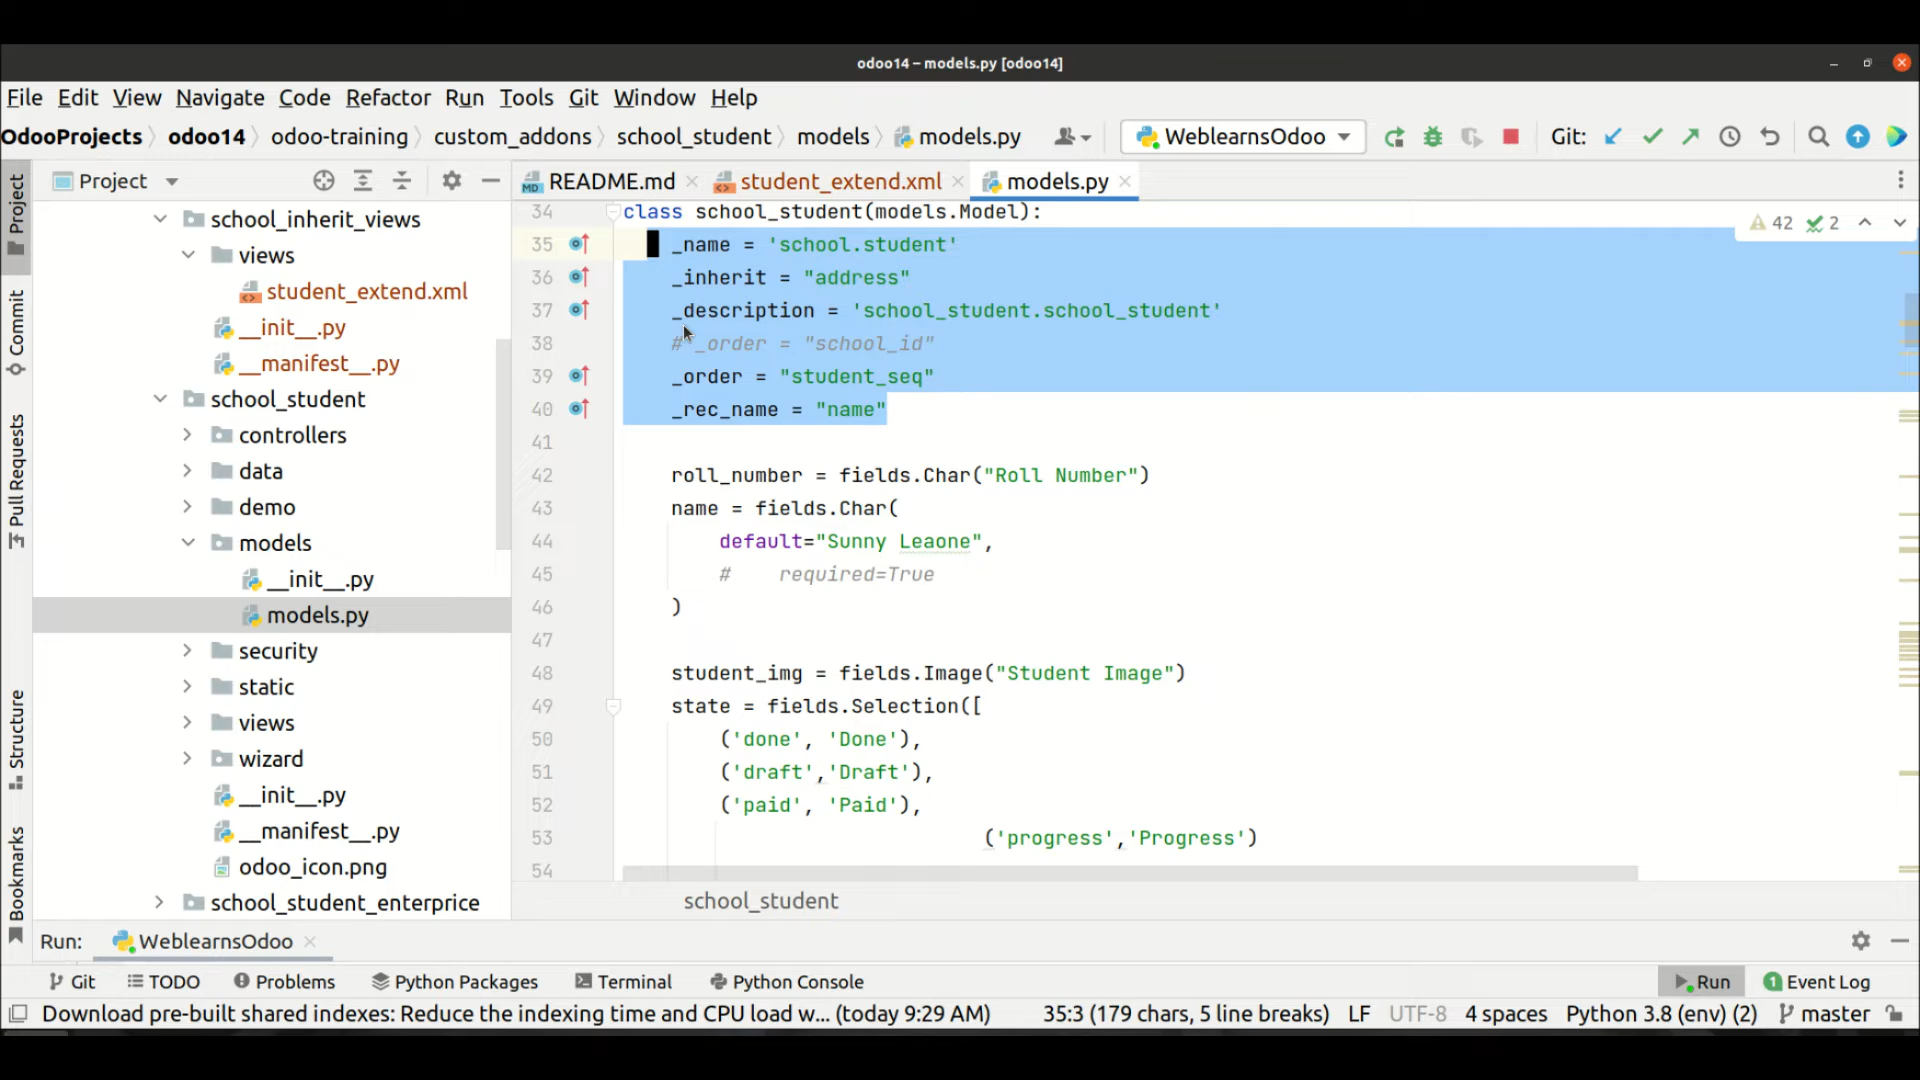 odoo14 – models.py [odoo14]
File Edit View Navigate Code Refactor Run Tools Git Window Help
OdooProjects odoo14 odoo-training custom_addons school_student models models.py WeblearnsOdoo Git:
Project README.md student_extend.xml models.py
Project
Commit
Pull Requests
Structure
Bookmarks
school_inherit_views
views
student_extend.xml
__init__.py
__manifest__.py
school_student
controllers
data
demo
models
__init__.py
models.py
security
static
views
wizard
__init__.py
__manifest__.py
odoo_icon.png
school_student_enterprice
42 2
34 class school_student(models.Model):
35 _name = 'school.student'
36 _inherit = "address"
37 _description = 'school_student.school_student'
38 # _order = "school_id"
39 _order = "student_seq"
40 _rec_name = "name"
41
42 roll_number = fields.Char("Roll Number")
43 name = fields.Char(
44 default="Sunny Leaone",
45 # required=True
46 )
47
48 student_img = fields.Image("Student Image")
49 state = fields.Selection([
50 ('done', 'Done'),
51 ('draft','Draft'),
52 ('paid', 'Paid'),
53 ('progress','Progress')
54
school_student
Run: WeblearnsOdoo
Git TODO Problems Python Packages Terminal Python Console Run 1 Event Log
Download pre-built shared indexes: Reduce the indexing time and CPU load w... (today 9:29 AM) 35:3 (179 chars, 5 line breaks) LF UTF-8 4 spaces Python 3.8 (env) (2) master